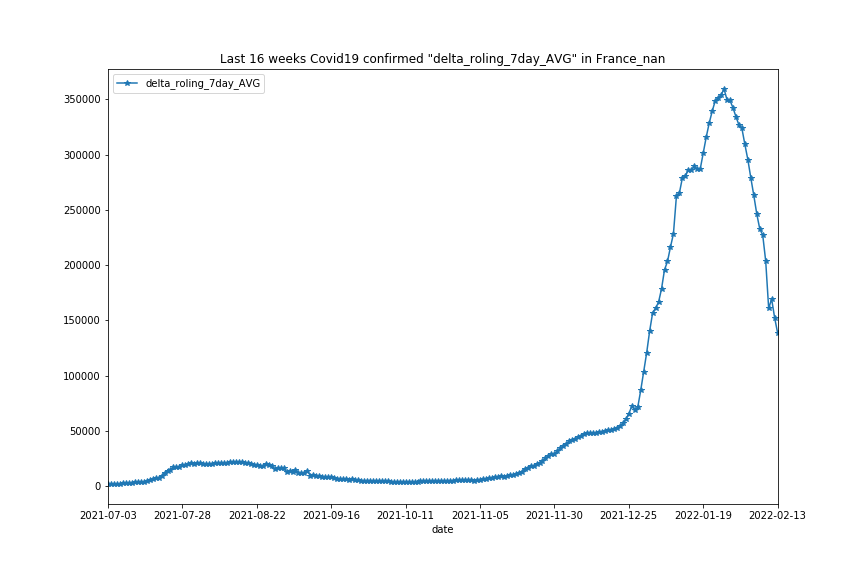 Last 16 weeks Covid19 confirmed "delta_roling_7day_AVG" in France_nan
delta_roling_7day_AVG
350000
300000
250000
200000
150000
100000
50000
0
2021-07-03 2021-07-28 2021-08-22 2021-09-16 2021-10-11 2021-11-05 2021-11-30 2021-12-25 2022-01-19 2022-02-13
date